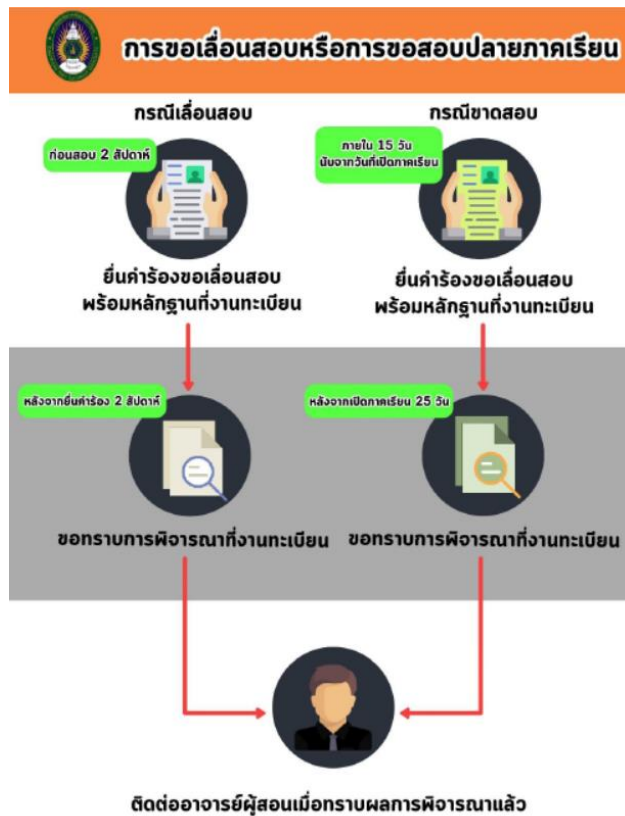 การขอเลื่อนสอบหรือการขอสอบปลายภาคเรียน
กรณีเลื่อนสอบ
ก่อนสอบ 2 สัปดาห์
ยื่นคำร้องขอเลื่อนสอบ
พร้อมหลักฐานที่งานทะเบียน
หลังจากยื่นคำร้อง 2 สัปดาห์
ขอทราบการพิจารณาที่งานทะเบียน
กรณีขาดสอบ
ภายใน 15 วัน
นับจากวันที่เปิดภาคเรียน
ยื่นคำร้องขอเลื่อนสอบ
พร้อมหลักฐานที่งานทะเบียน
หลังจากเปิดภาคเรียน 25 วัน
ขอทราบการพิจารณาที่งานทะเบียน
ติดต่ออาจารย์ผู้สอนเมื่อทราบผลการพิจารณาแล้ว